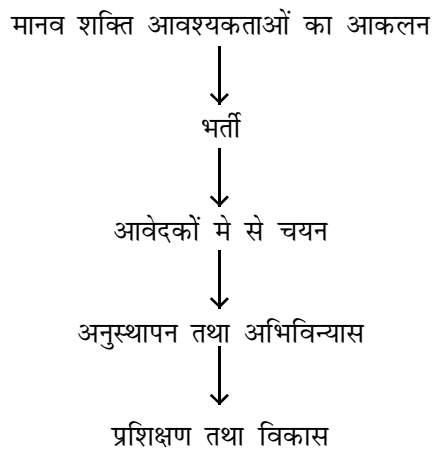 मानव शक्ति आवश्यकताओं का आकलन
भर्ती
आवेदकों मे से चयन
अनुस्थापन तथा अभिविन्यास
प्रशिक्षण तथा विकास